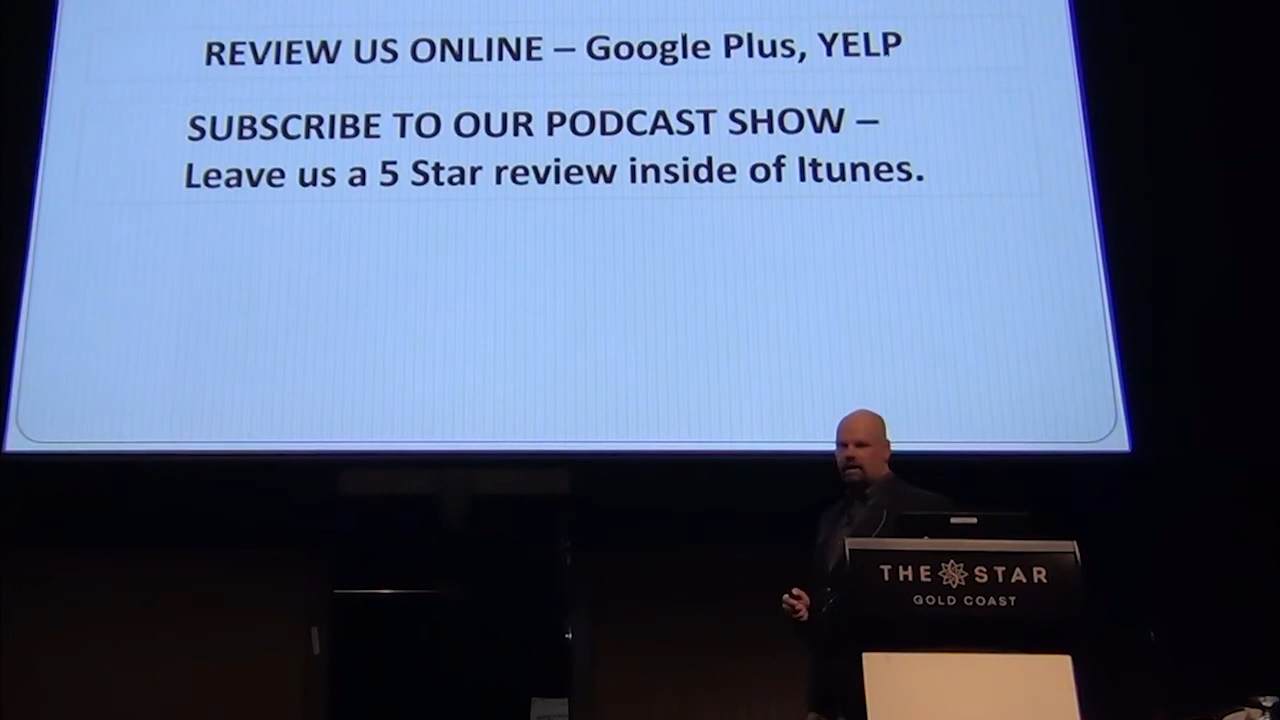 REVIEW US ONLINE – Google Plus, YELP
SUBSCRIBE TO OUR PODCAST SHOW –
Leave us a 5 Star review inside of Itunes.
THE STAR
GOLD COAST